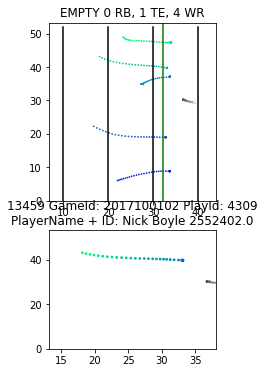 EMPTY 0 RB, 1 TE, 4 WR
50
40
30
20
10
0
10 20 30 40
13459 GameId: 2017100102 PlayId: 4309
PlayerName + ID: Nick Boyle 2552402.0
40
20
0
15 20 25 30 35